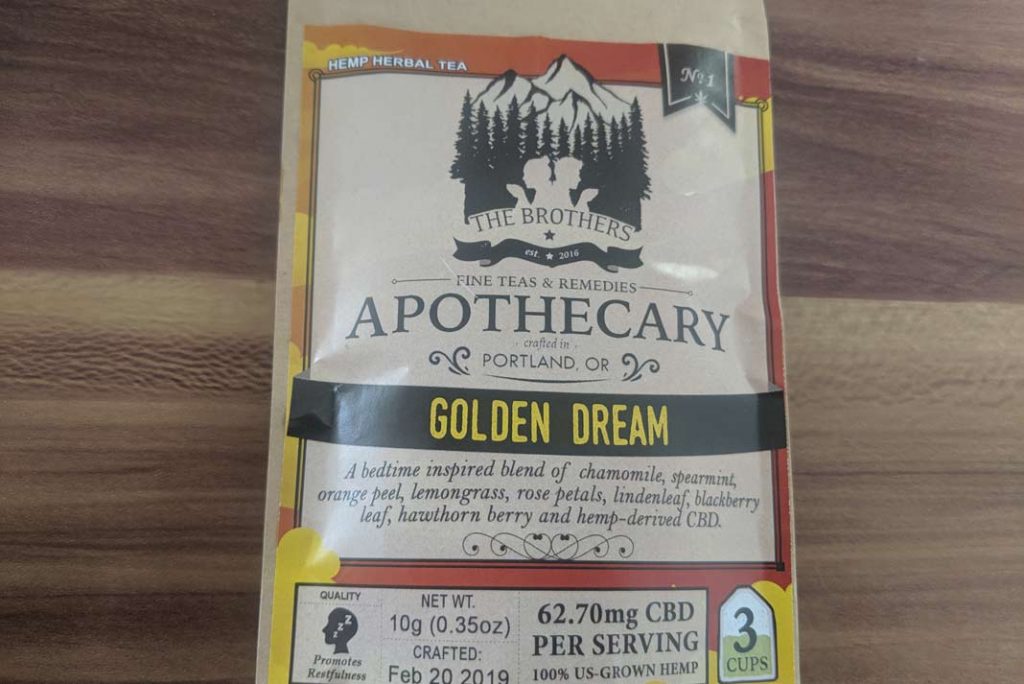 HEMP HERBAL TEA
Nº 1
THE BROTHERS
est. 2016
FINE TEAS & REMEDIES
APOTHECARY
crafted in
PORTLAND, OR
GOLDEN DREAM
A bedtime inspired blend of chamomile, spearmint,
orange peel, lemongrass, rose petals, lindenleaf, blackberry
leaf, hawthorn berry and hemp-derived CBD.
QUALITY
Z Z Z
Promotes
Restfulness
NET WT.
10g (0.35oz)
CRAFTED:
Feb 20 2019
62.70mg CBD
PER SERVING
100% US-GROWN HEMP
3
CUPS